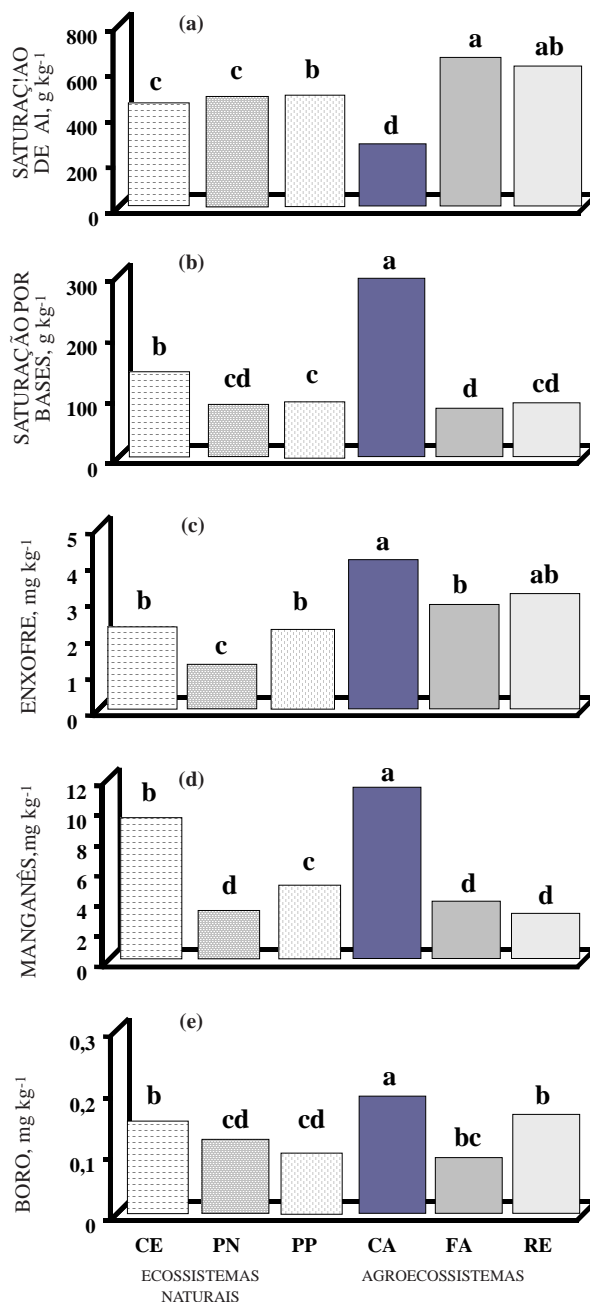 (a)
SATURAÇ!AO
DE Al, g kg-1
800
600
400
200
0
c c b d a ab
(b)
SATURAÇÃO POR
BASES, g kg-1
300
200
100
0
b cd c a d cd
(c)
ENXOFRE, mg kg-1
5
4
3
2
1
0
b c b a b ab
(d)
MANGANÊS,mg kg-1
12
10
8
6
4
2
0
b d c a d d
(e)
BORO, mg kg-1
0,3
0,2
0,1
0
b cd cd a bc b
CE PN PP CA FA RE
ECOSSISTEMAS
NATURAIS
AGROECOSSISTEMAS